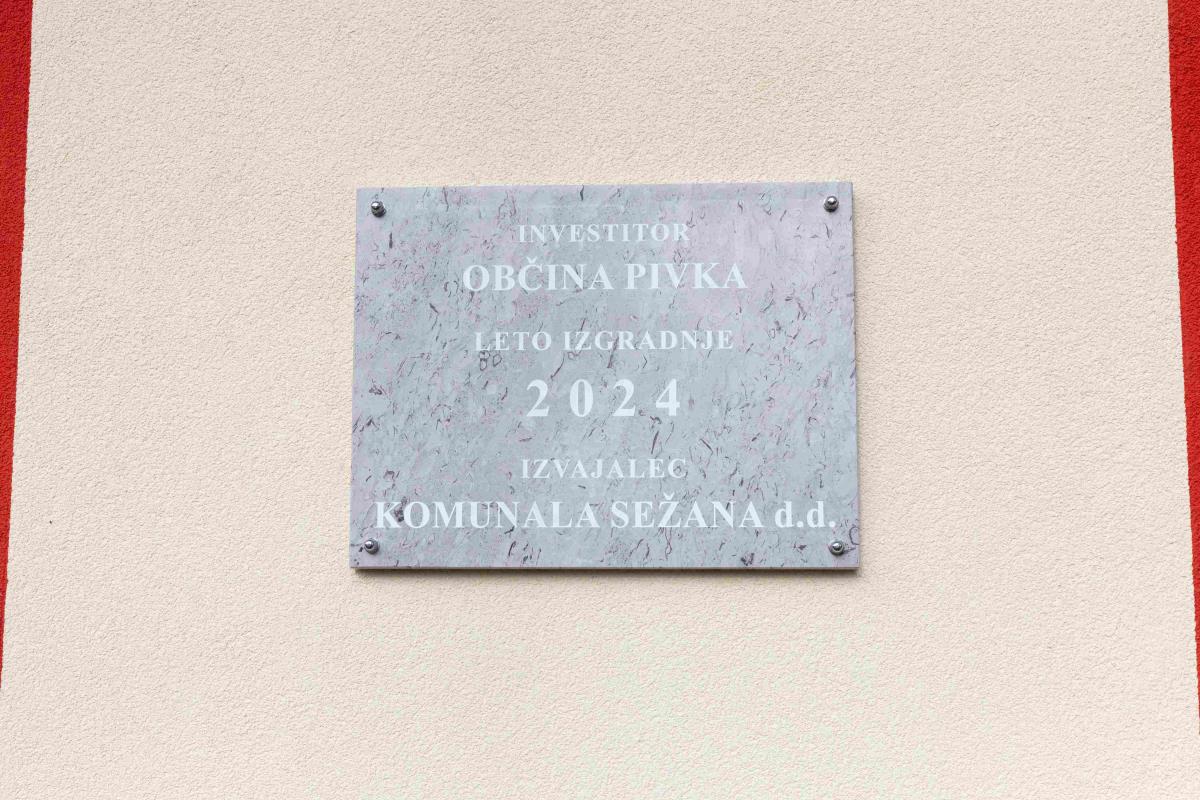 INVESTITOR
OBČINA PIVKA
LETO IZGRADNJE
2024
IZVAJALEC
KOMUNALA SEŽANA d.d.